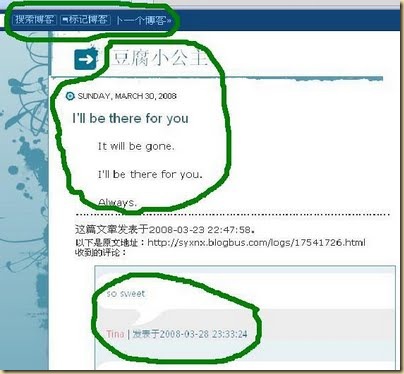 搜索博客 标记博客 下一个博客»
豆腐小公主
SUNDAY, MARCH 30, 2008
I'll be there for you
It will be gone.
I'll be there for you.
Always.
这篇文章发表于2008-03-23 22:47:58。
以下是原文地址：http://syxnx.blogbus.com/logs/17541726.html
收到的评论：
so sweet
Tina | 发表于2008-03-28 23:33:24